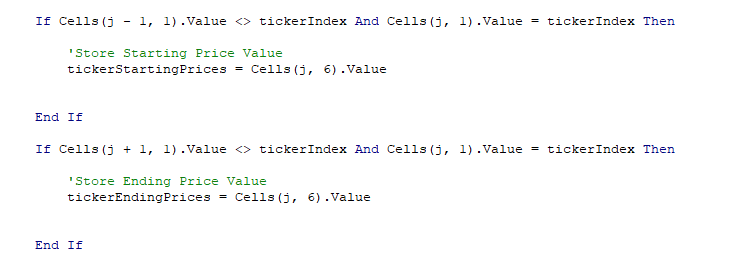 If Cells(j - 1, 1).Value <> tickerIndex And Cells(j, 1).Value = tickerIndex Then
'Store Starting Price Value
tickerStartingPrices = Cells(j, 6).Value
End If
If Cells(j + 1, 1).Value <> tickerIndex And Cells(j, 1).Value = tickerIndex Then
'Store Ending Price Value
tickerEndingPrices = Cells(j, 6).Value
End If